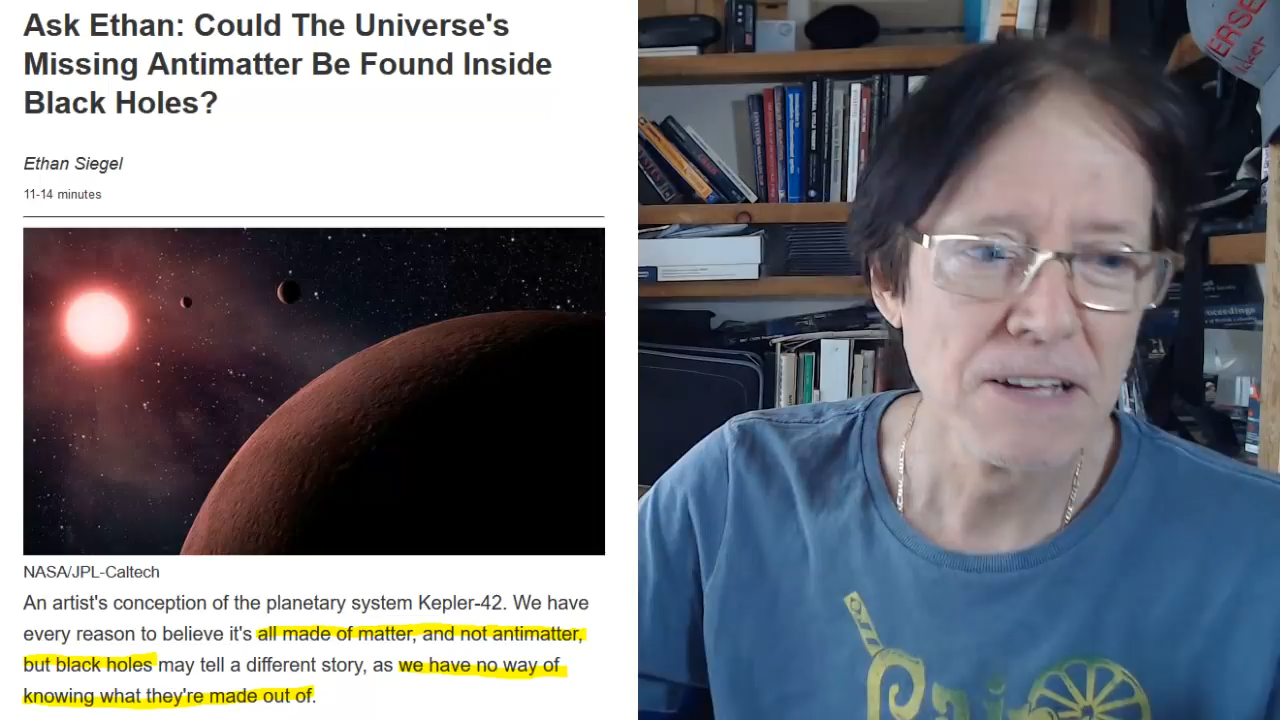 Ask Ethan: Could The Universe's
Missing Antimatter Be Found Inside
Black Holes?
Ethan Siegel
11-14 minutes
NASA/JPL-Caltech
An artist's conception of the planetary system Kepler-42. We have
every reason to believe it's all made of matter, and not antimatter,
but black holes may tell a different story, as we have no way of
knowing what they're made out of.